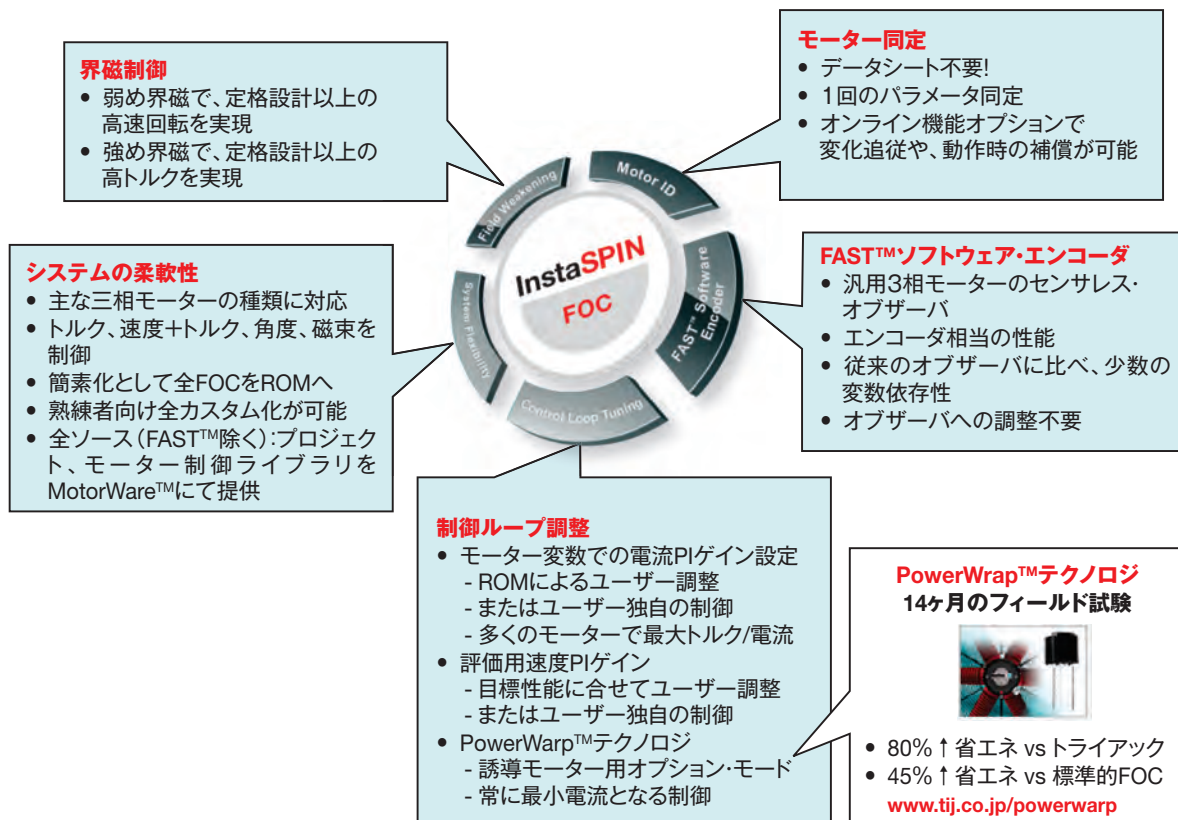 界磁制御
• 弱め界磁で、定格設計以上の
高速回転を実現
• 強め界磁で、定格設計以上の
高トルクを実現
モーター同定
• データシート不要!
• 1回のパラメータ同定
• オンライン機能オプションで
変化追従や、動作時の補償が可能
Field Weakening
Motor ID
InstaSPIN
FOC
System Flexibility
FAST™ Software
Encoder
Control Loop Tuning
システムの柔軟性
• 主な三相モーターの種類に対応
• トルク、速度+トルク、角度、磁束を
制御
• 簡素化として全FOCをROMへ
• 熟練者向け全カスタム化が可能
• 全ソース(FAST™除く):プロジェク
ト、モーター制御ライブラリを
MotorWare™にて提供
FAST™ソフトウェア・エンコーダ
• 汎用3相モーターのセンサレス・
オブザーバ
• エンコーダ相当の性能
• 従来のオブザーバに比べ、少数の
変数依存性
• オブザーバへの調整不要
制御ループ調整
• モーター変数での電流PIゲイン設定
- ROMによるユーザー調整
- またはユーザー独自の制御
- 多くのモーターで最大トルク/電流
• 評価用速度PIゲイン
- 目標性能に合せてユーザー調整
- またはユーザー独自の制御
• PowerWarp™テクノロジ
- 誘導モーター用オプション・モード
- 常に最小電流となる制御
PowerWrap™テクノロジ
14ヶ月のフィールド試験
• 80%↑省エネ vs トライアック
• 45%↑省エネ vs 標準的FOC
www.tij.co.jp/powerwarp